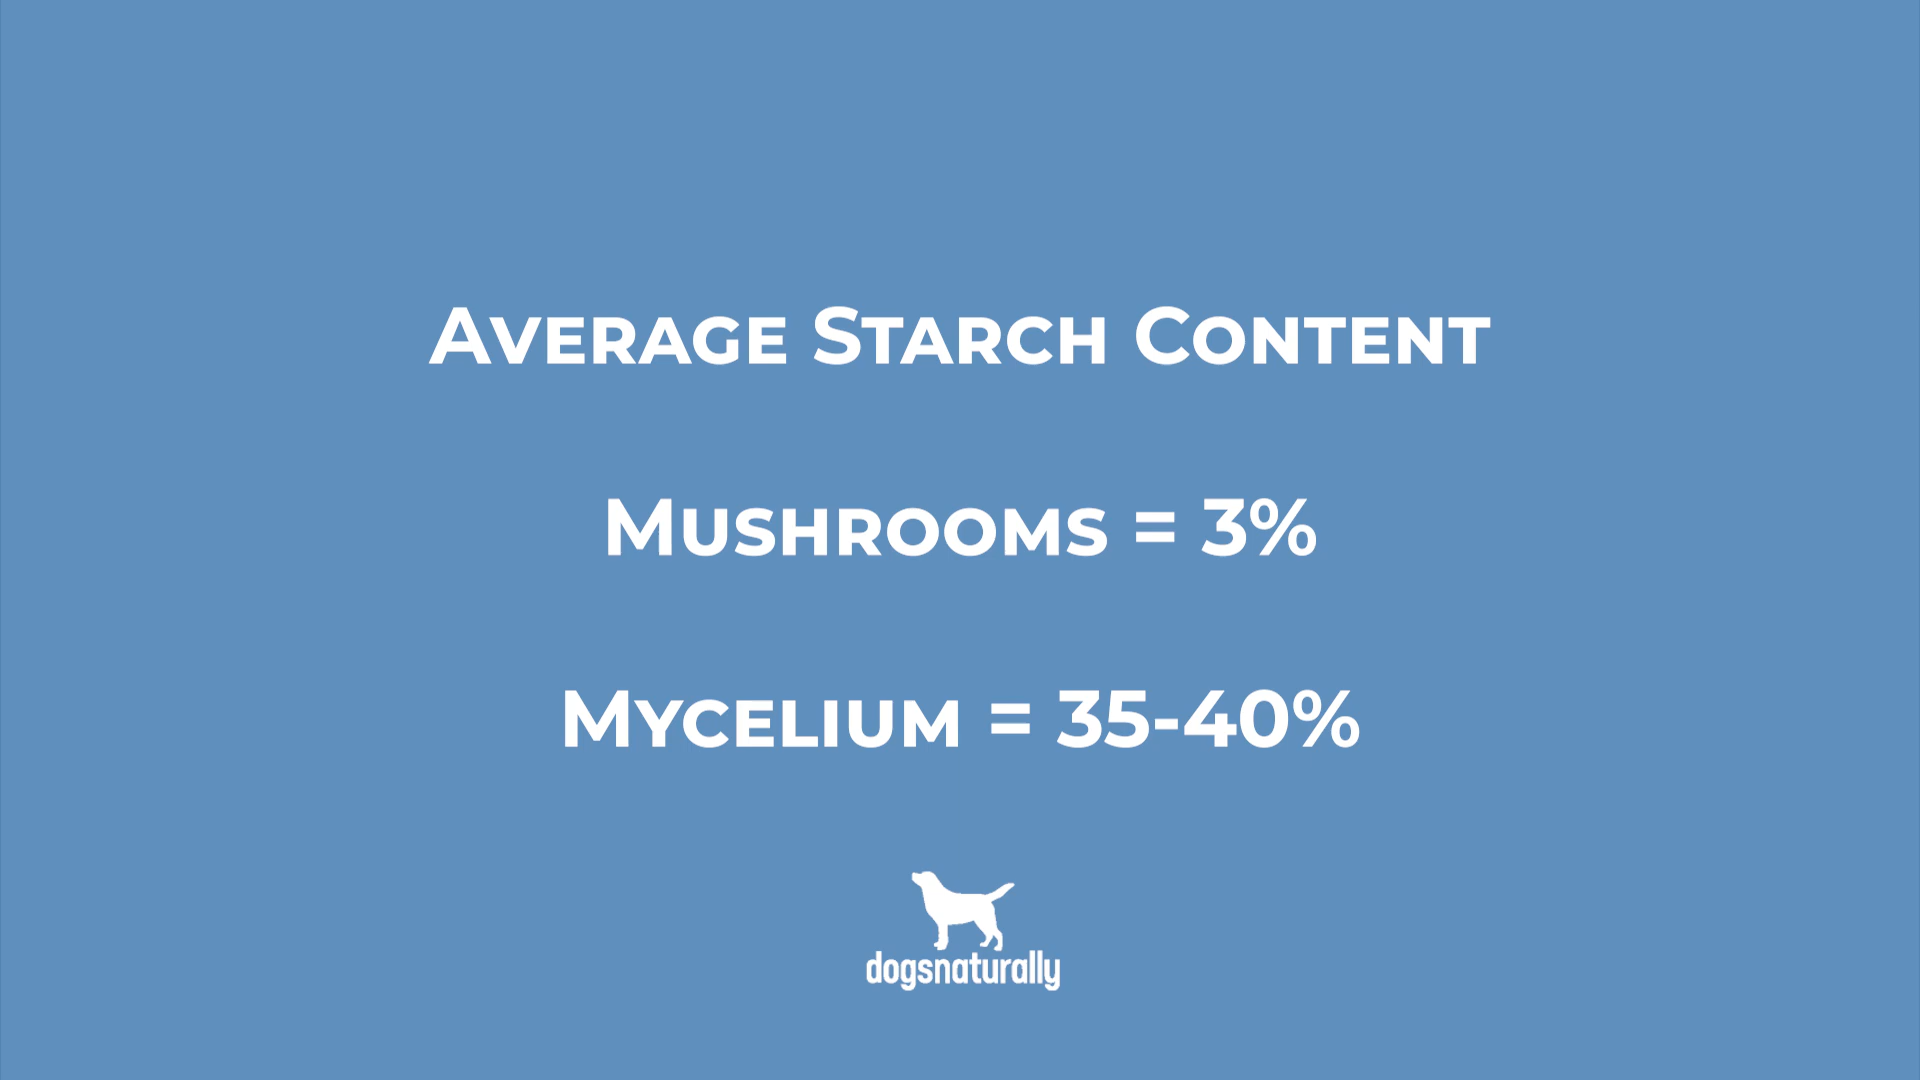 Average Starch Content
Mushrooms = 3%
Mycelium = 35-40%
dogsnaturally